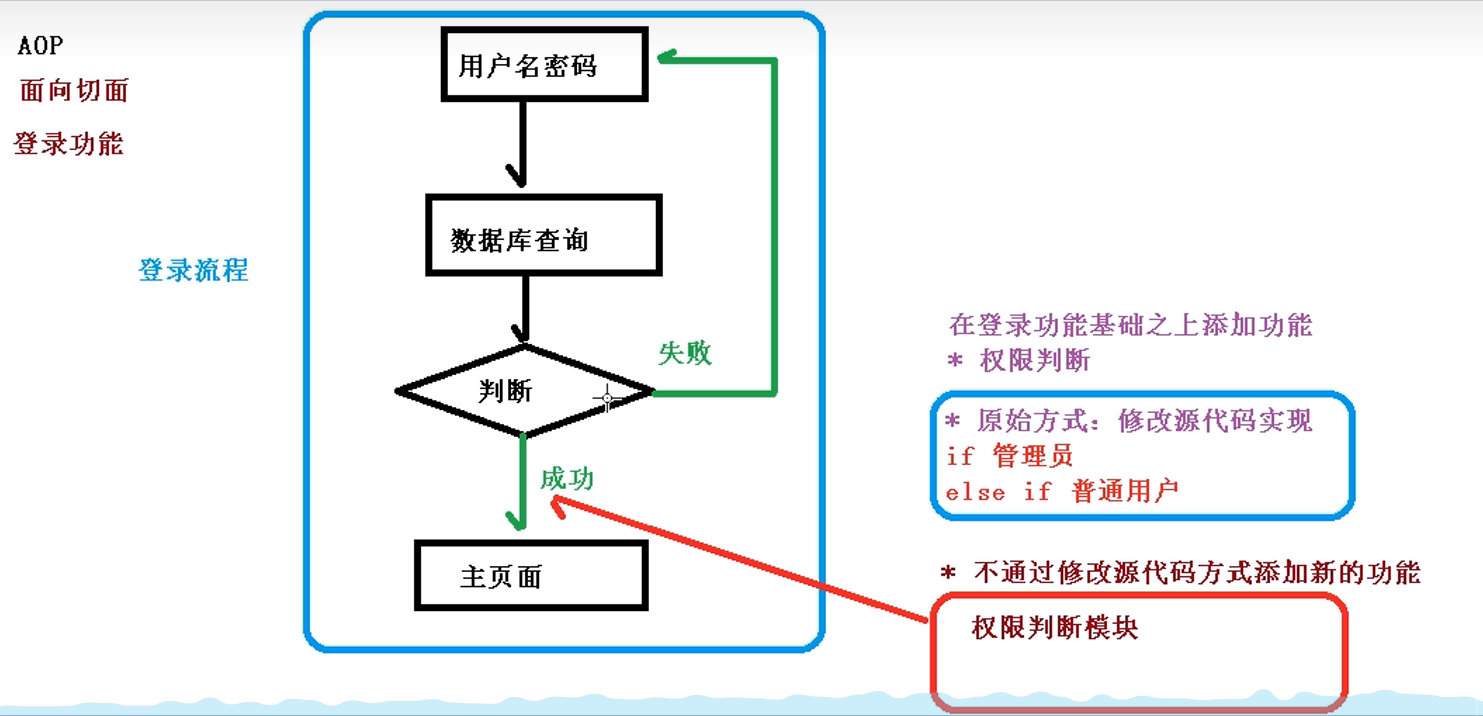 AOP
面向切面
登录功能
登录流程
用户名密码
数据库查询
判断
失败
成功
主页面
在登录功能基础之上添加功能
* 权限判断
* 原始方式：修改源代码实现
if 管理员
else if 普通用户
* 不通过修改源代码方式添加新的功能
权限判断模块